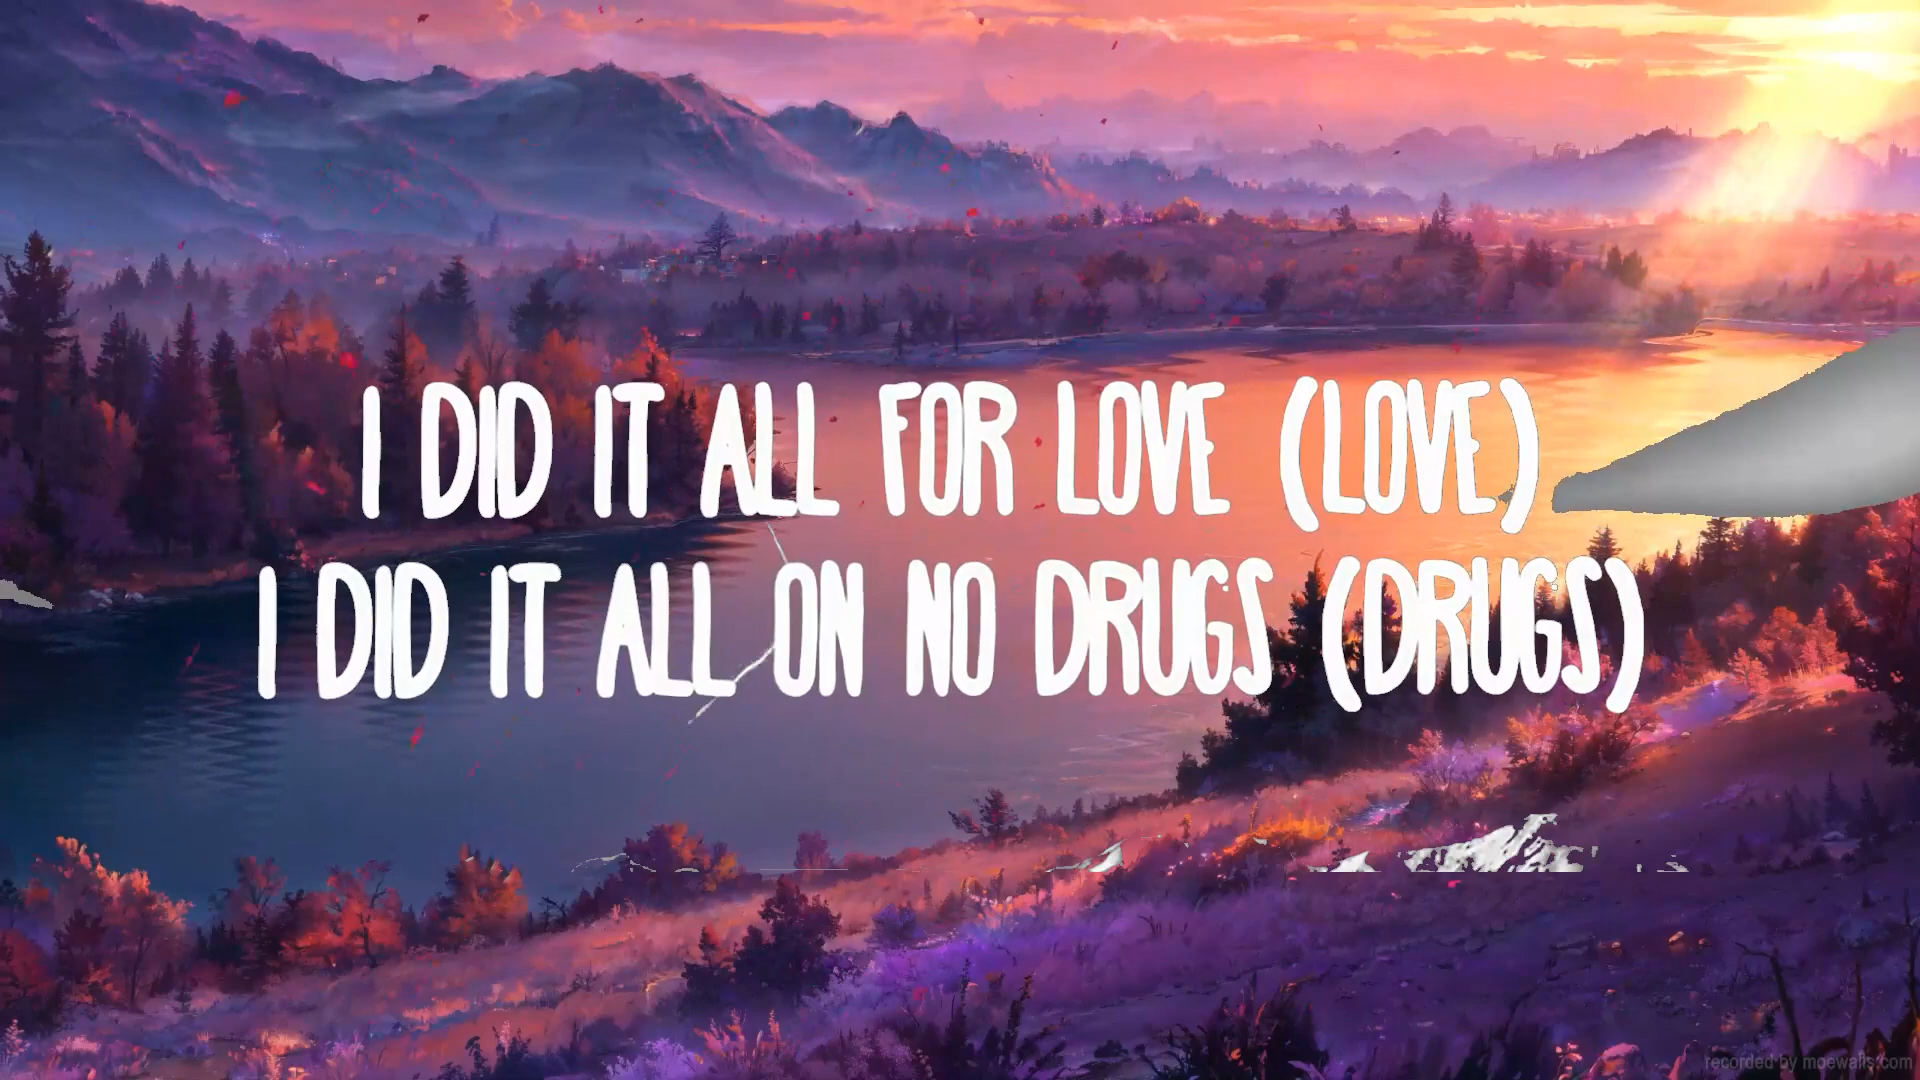 I DID IT ALL FOR LOVE (LOVE)
I DID IT ALL ON NO DRUGS (DRUGS)
recorded by moewalls.com